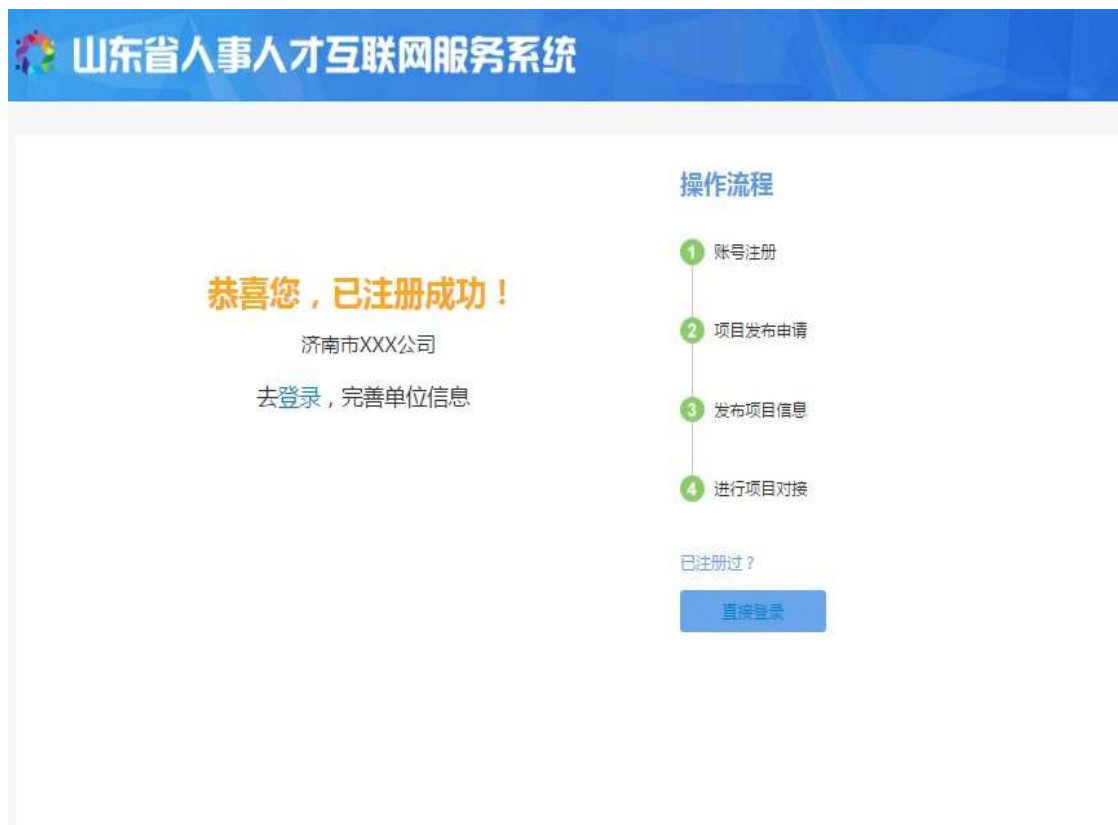 山东省人事人才互联网服务系统
恭喜您，已注册成功！
济南市XXX公司
去登录，完善单位信息
操作流程
1 账号注册
2 项目发布申请
3 发布项目信息
4 进行项目对接
已注册过？
直接登录